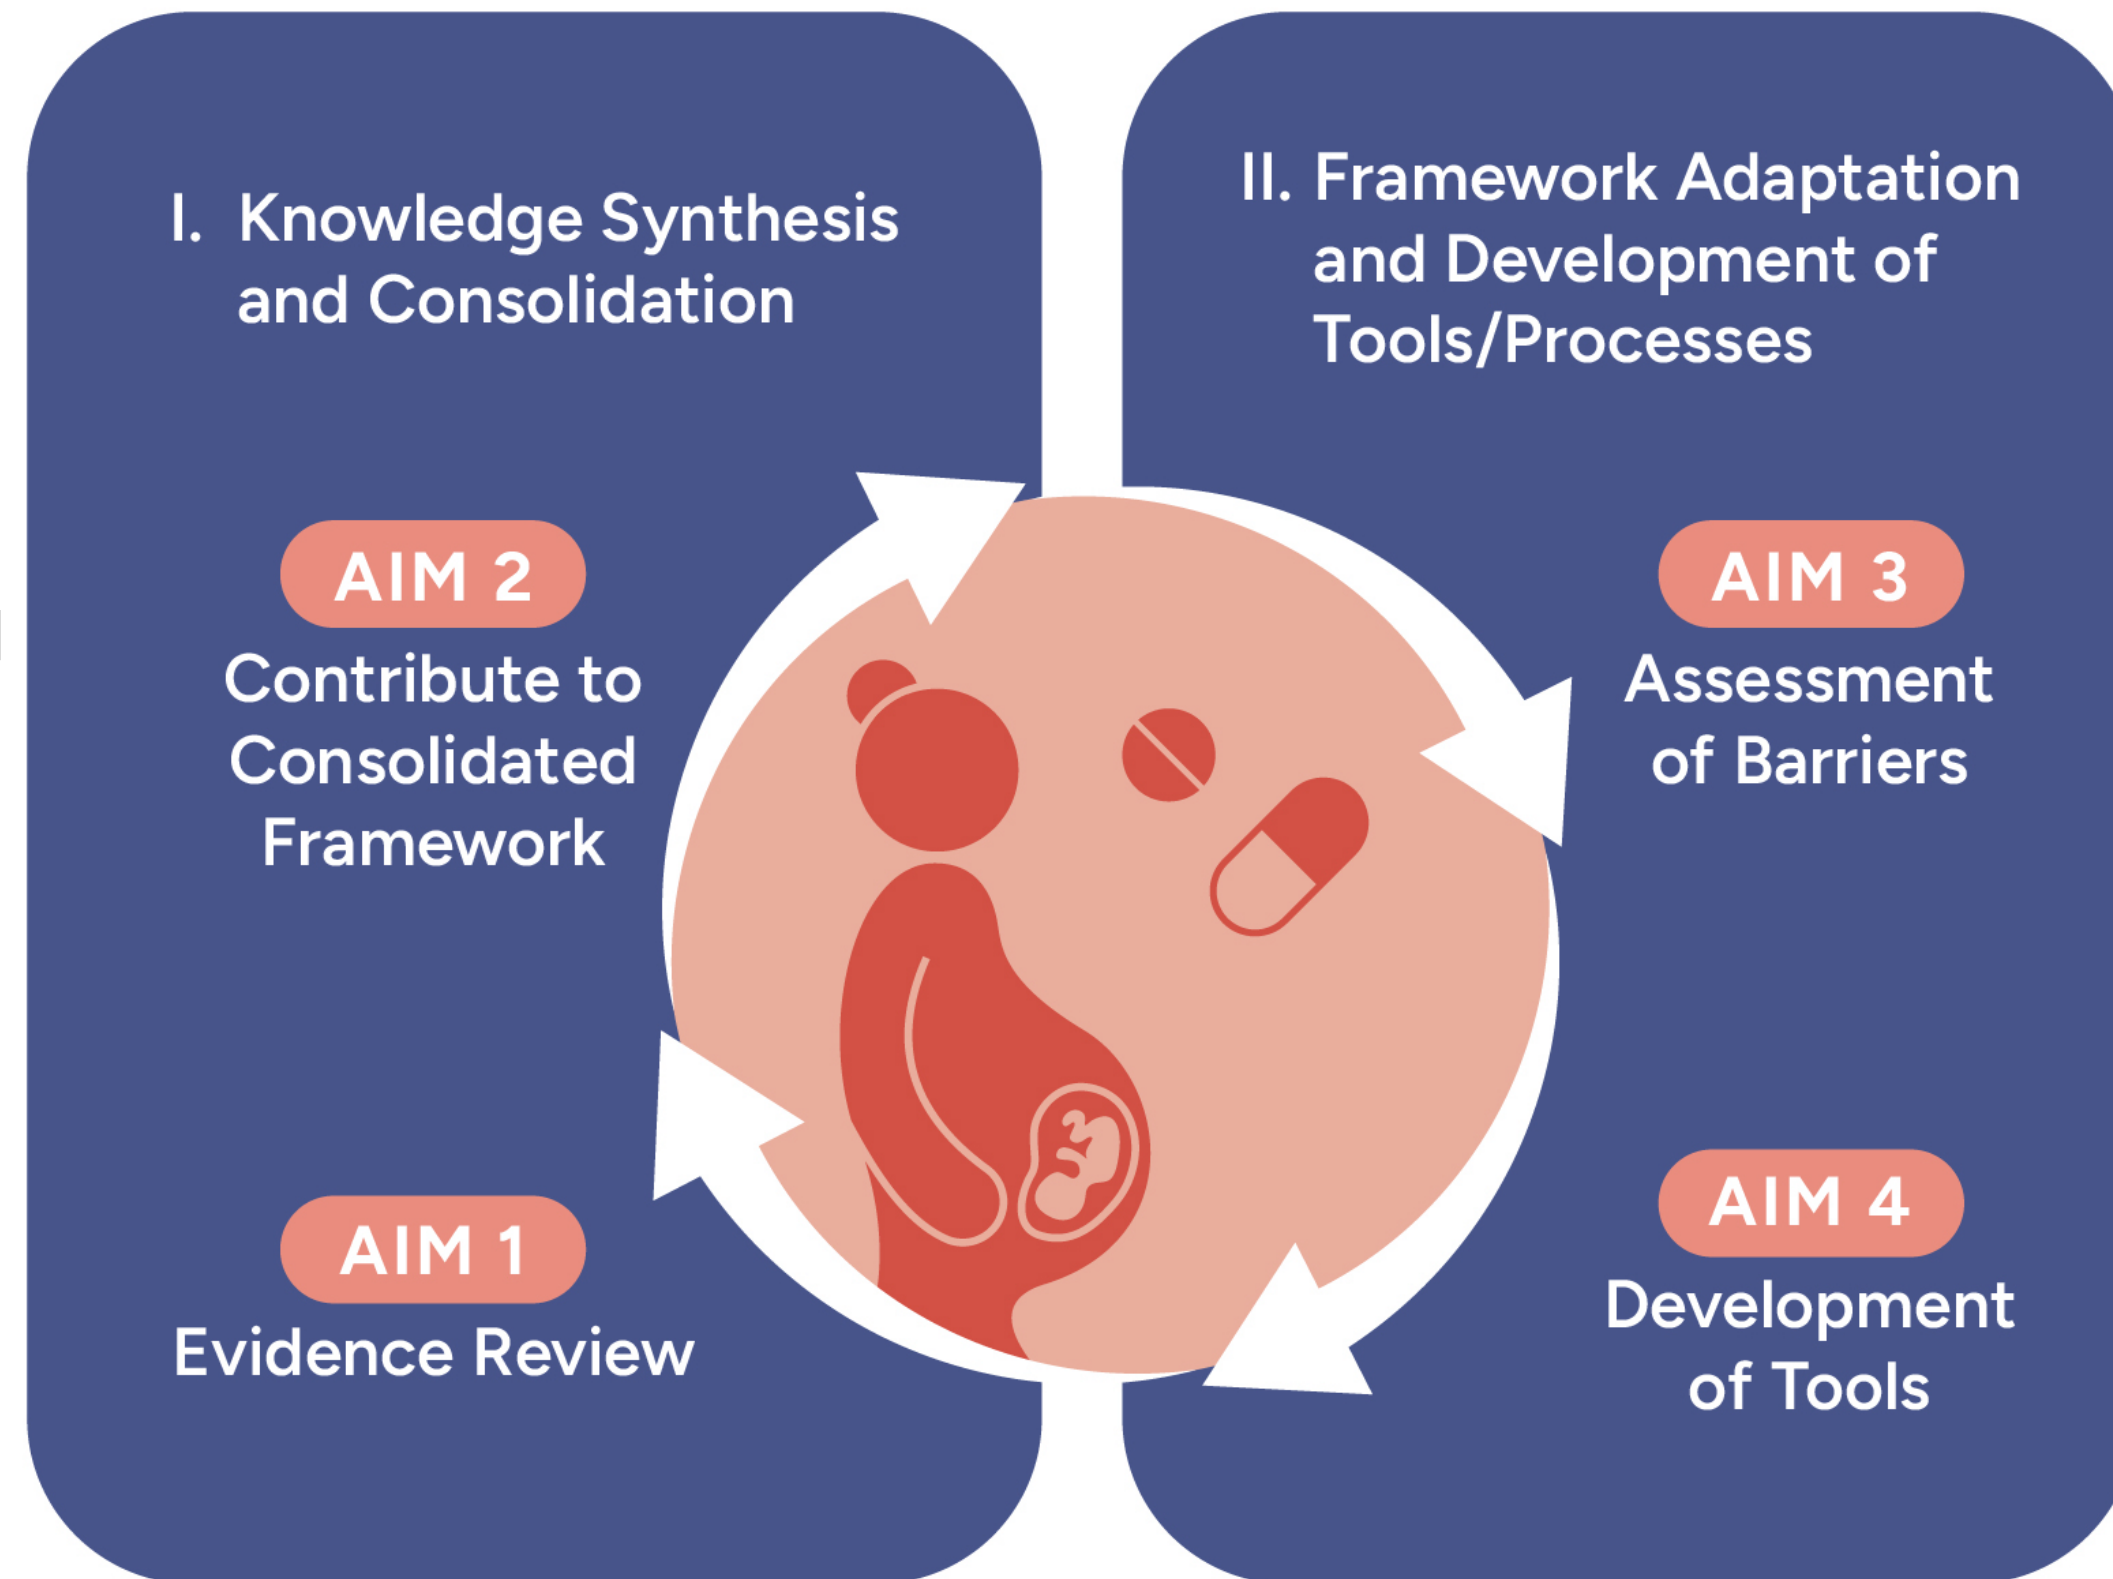 I. Knowledge Synthesis
and Consolidation
AIM 2
Contribute to
Consolidated
Framework
AIM 1
Evidence Review
II. Framework Adaptation
and Development of
Tools/Processes
AIM 3
Assessment
of Barriers
AIM 4
Development
of Tools